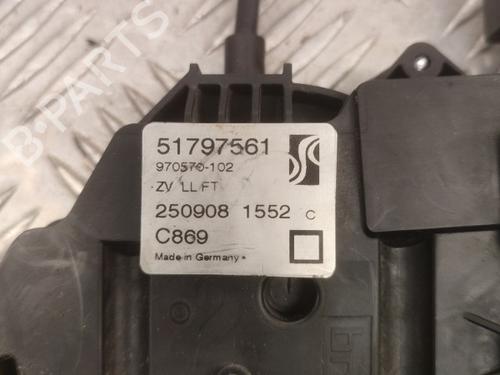 B-PARTS
51797561
970570-102
ZV LL FT
250908 1552 C
C869
Made in Germany